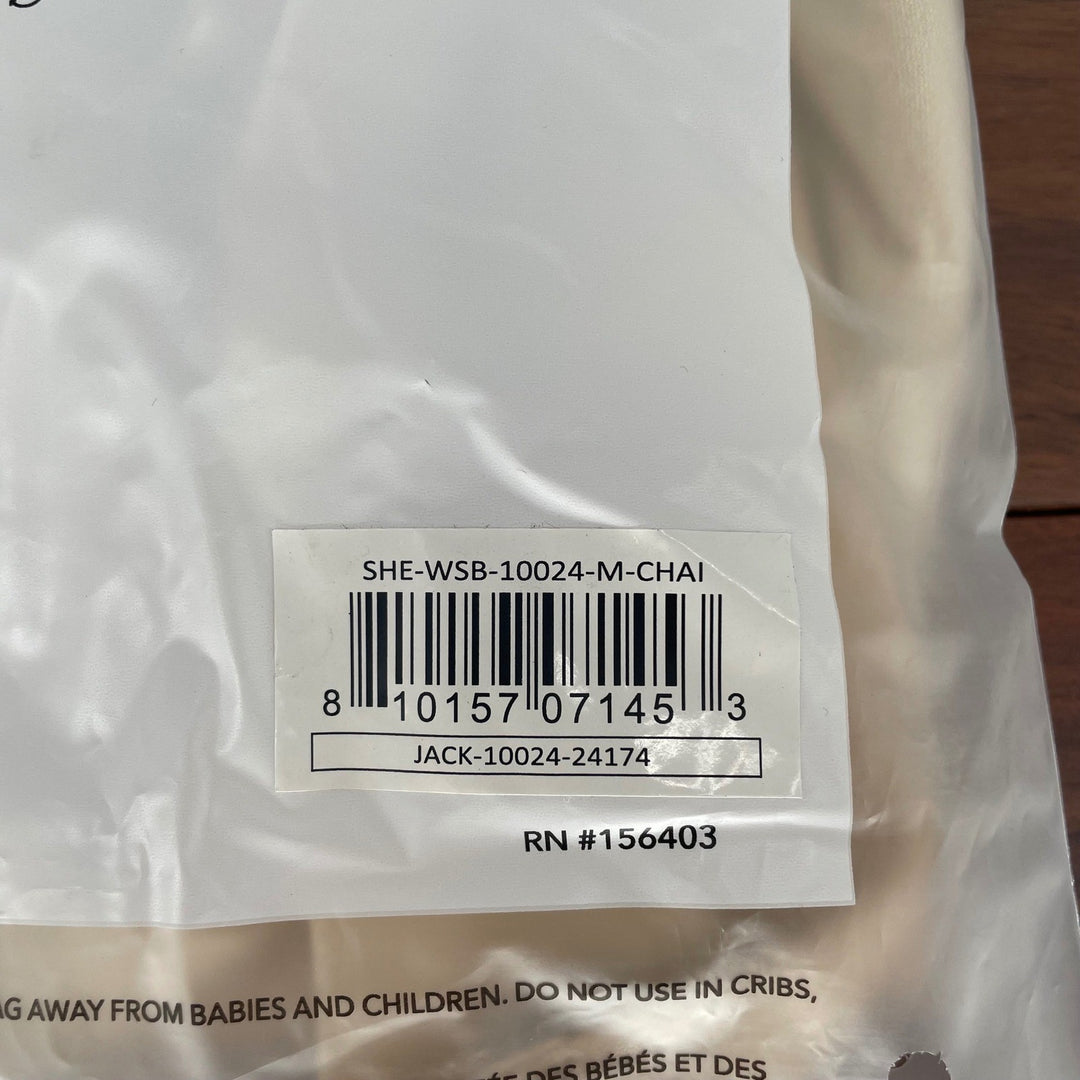 SHE-WSB-10024-M-CHAI
8 10157 07145 3
JACK-10024-24174
RN #156403
AWAY FROM BABIES AND CHILDREN. DO NOT USE IN CRIBS,
DES BÉBÉS ET DES